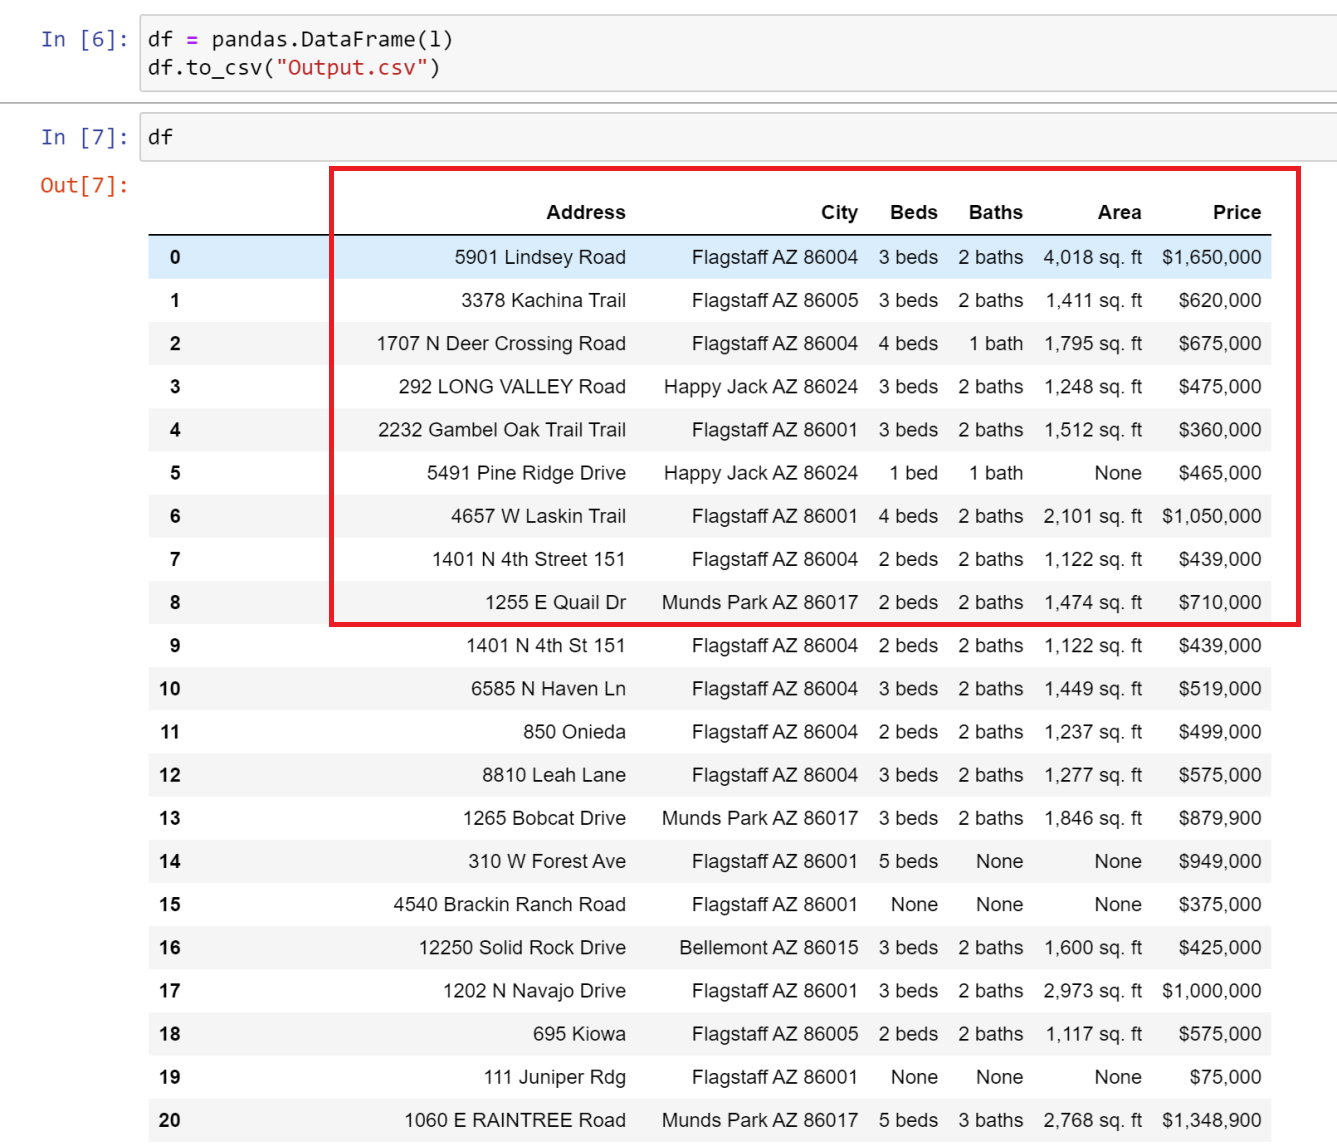 In [6]: df = pandas.DataFrame(l)
df.to_csv("Output.csv")
In [7]: df
Out[7]:
Address City Beds Baths Area Price
0 5901 Lindsey Road Flagstaff AZ 86004 3 beds 2 baths 4,018 sq. ft $1,650,000
1 3378 Kachina Trail Flagstaff AZ 86005 3 beds 2 baths 1,411 sq. ft $620,000
2 1707 N Deer Crossing Road Flagstaff AZ 86004 4 beds 1 bath 1,795 sq. ft $675,000
3 292 LONG VALLEY Road Happy Jack AZ 86024 3 beds 2 baths 1,248 sq. ft $475,000
4 2232 Gambel Oak Trail Trail Flagstaff AZ 86001 3 beds 2 baths 1,512 sq. ft $360,000
5 5491 Pine Ridge Drive Happy Jack AZ 86024 1 bed 1 bath None $465,000
6 4657 W Laskin Trail Flagstaff AZ 86001 4 beds 2 baths 2,101 sq. ft $1,050,000
7 1401 N 4th Street 151 Flagstaff AZ 86004 2 beds 2 baths 1,122 sq. ft $439,000
8 1255 E Quail Dr Munds Park AZ 86017 2 beds 2 baths 1,474 sq. ft $710,000
9 1401 N 4th St 151 Flagstaff AZ 86004 2 beds 2 baths 1,122 sq. ft $439,000
10 6585 N Haven Ln Flagstaff AZ 86004 3 beds 2 baths 1,449 sq. ft $519,000
11 850 Onieda Flagstaff AZ 86004 2 beds 2 baths 1,237 sq. ft $499,000
12 8810 Leah Lane Flagstaff AZ 86004 3 beds 2 baths 1,277 sq. ft $575,000
13 1265 Bobcat Drive Munds Park AZ 86017 3 beds 2 baths 1,846 sq. ft $879,900
14 310 W Forest Ave Flagstaff AZ 86001 5 beds None None $949,000
15 4540 Brackin Ranch Road Flagstaff AZ 86001 None None None $375,000
16 12250 Solid Rock Drive Bellemont AZ 86015 3 beds 2 baths 1,600 sq. ft $425,000
17 1202 N Navajo Drive Flagstaff AZ 86001 3 beds 2 baths 2,973 sq. ft $1,000,000
18 695 Kiowa Flagstaff AZ 86005 2 beds 2 baths 1,117 sq. ft $575,000
19 111 Juniper Rdg Flagstaff AZ 86001 None None None $75,000
20 1060 E RAINTREE Road Munds Park AZ 86017 5 beds 3 baths 2,768 sq. ft $1,348,900